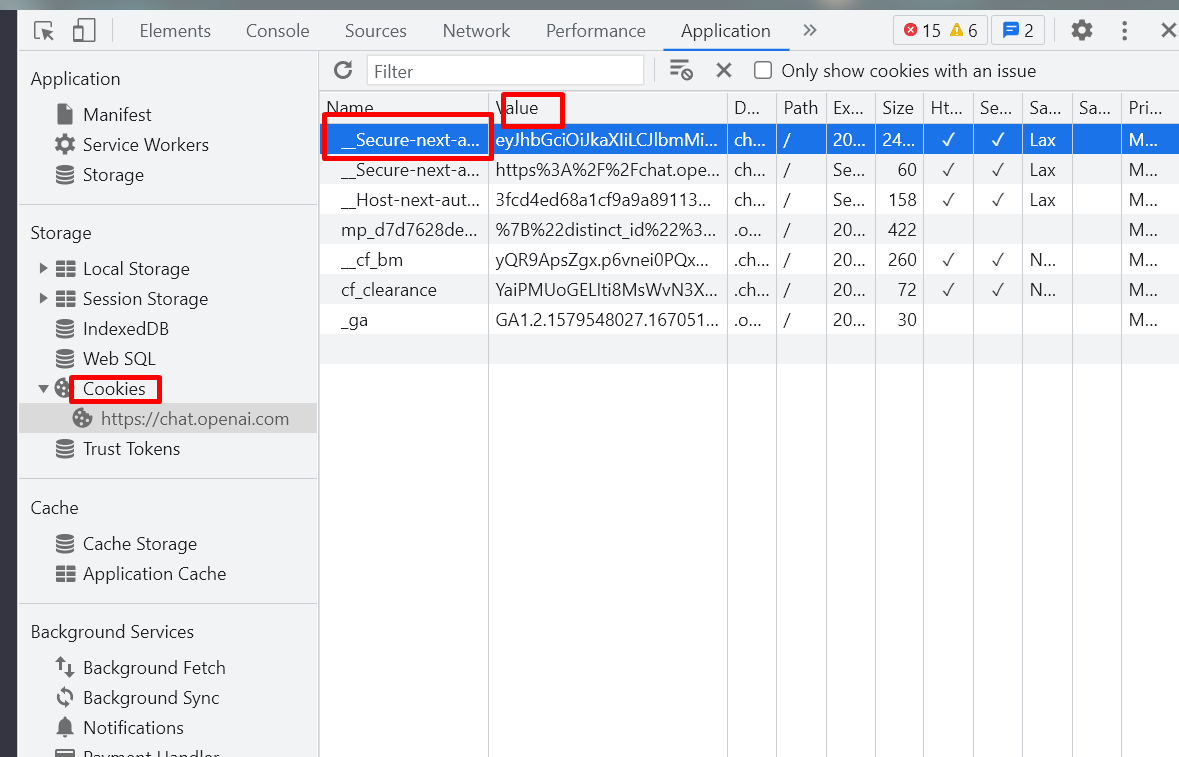 Elements Console Sources Network Performance Application 15 6 2
Application
Manifest
Service Workers
Storage
Storage
Local Storage
Session Storage
IndexedDB
Web SQL
Cookies
https://chat.openai.com
Trust Tokens
Cache
Cache Storage
Application Cache
Background Services
Background Fetch
Background Sync
Notifications
Payment Handler
Filter Only show cookies with an issue
Name Value D... Path Ex... Size Ht... Se... Sa... Sa... Pri...
__Secure-next-a... eyJhbGciOiJkaXIiLCJlbmMi... ch... / 20... 24... ✓ ✓ Lax M...
__Secure-next-a... https%3A%2F%2Fchat.ope... ch... / Se... 60 ✓ ✓ Lax M...
__Host-next-aut... 3fcd4ed68a1cf9a9a89113... ch... / Se... 158 ✓ ✓ Lax M...
mp_d7d7628de... %7B%22distinct_id%22%3... .o... / 20... 422 M...
__cf_bm yQR9ApsZgx.p6vnei0PQx... .ch... / 20... 260 ✓ ✓ N... M...
cf_clearance YaiPMUoGELIti8MsWvN3X... .ch... / 20... 72 ✓ ✓ N... M...
_ga GA1.2.1579548027.167051... .o... / 20... 30 M...